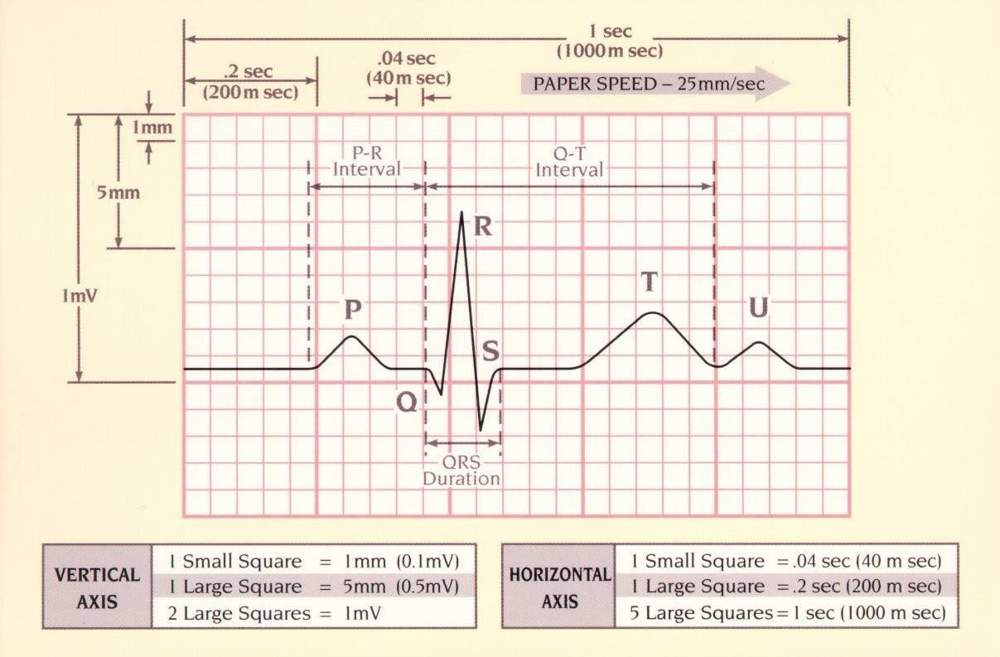 1 sec
(1000 m sec)
.2 sec
(200 m sec)
.04 sec
(40 m sec)
PAPER SPEED – 25mm/sec
1mm
5mm
1mV
P-R
Interval
Q-T
Interval
R
P
T
U
S
Q
QRS
Duration
VERTICAL
AXIS
1 Small Square = 1mm (0.1mV)
1 Large Square = 5mm (0.5mV)
2 Large Squares = 1mV
HORIZONTAL
AXIS
1 Small Square = .04 sec (40 m sec)
1 Large Square = .2 sec (200 m sec)
5 Large Squares = 1 sec (1000 m sec)